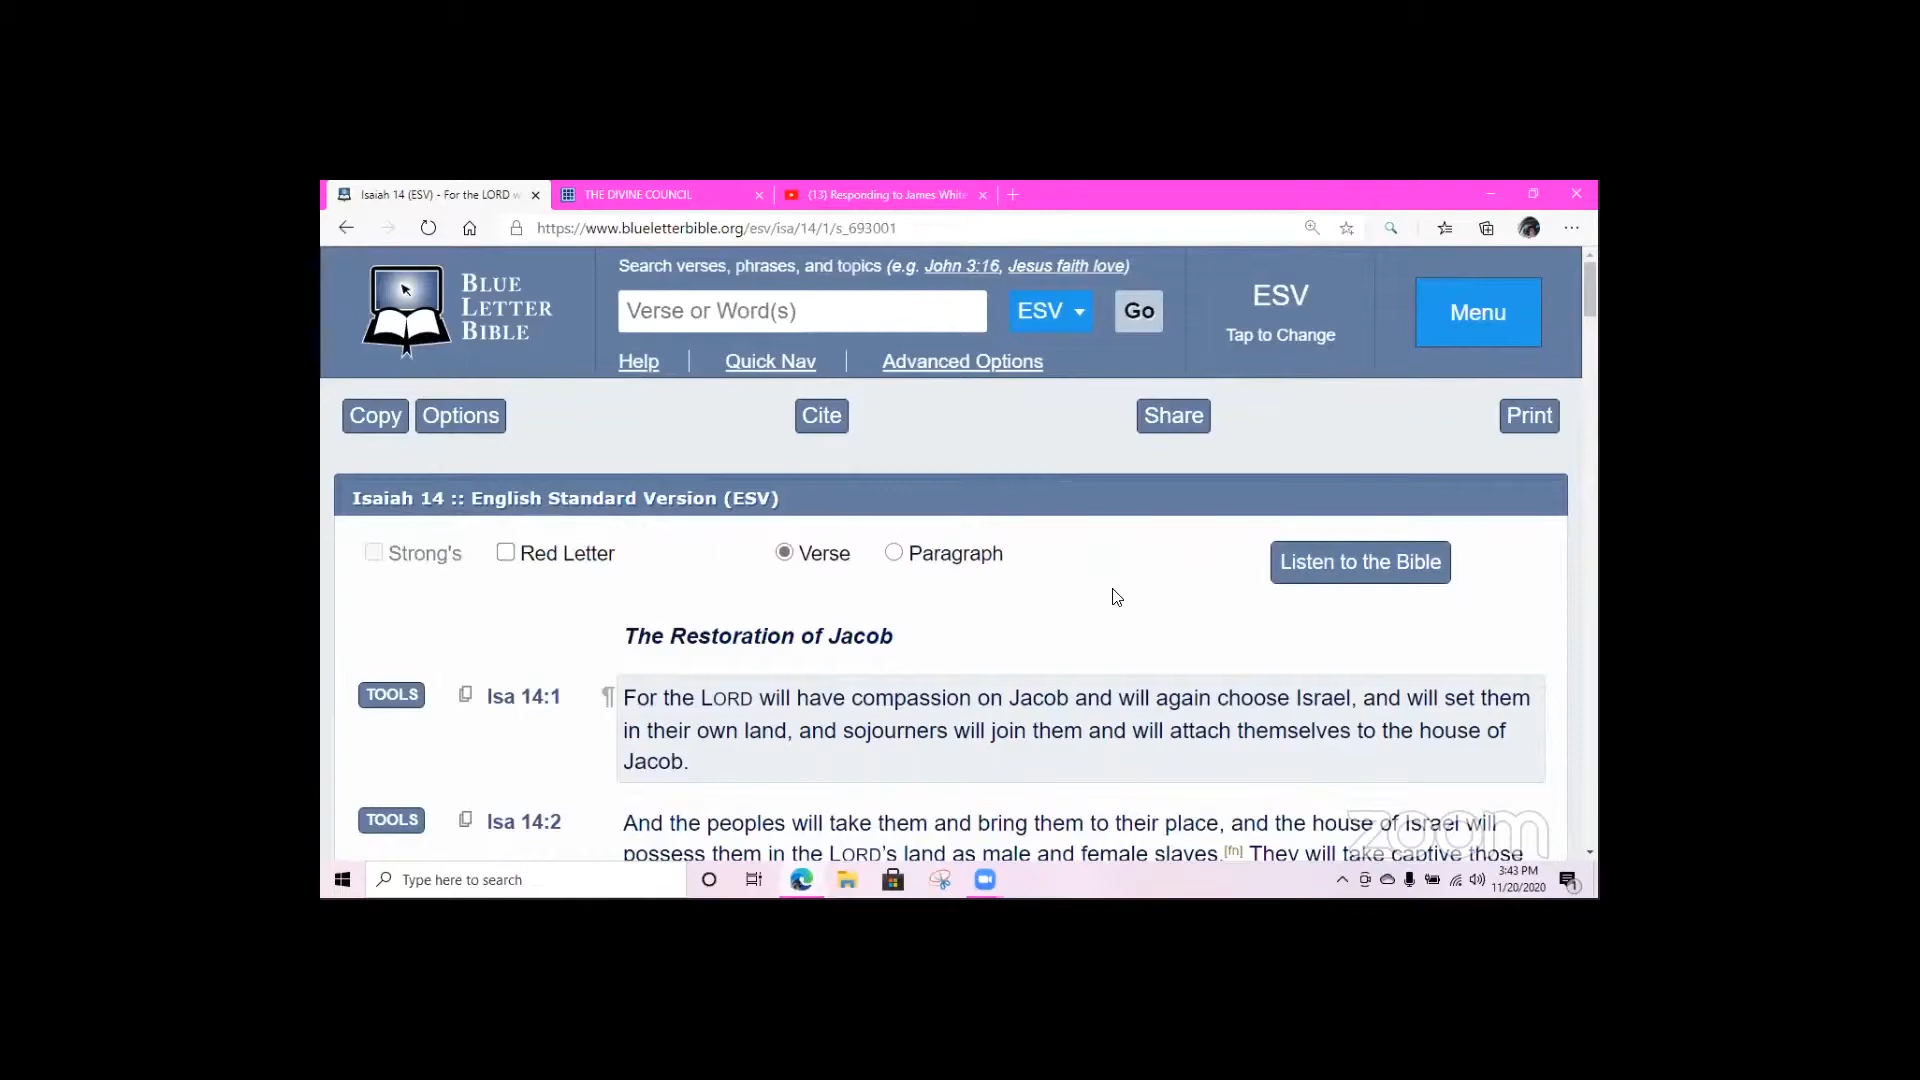 Isaiah 14 (ESV) - For the LORD w
THE DIVINE COUNCIL
(13) Responding to James White
https://www.blueletterbible.org/esv/isa/14/1/s_693001
BLUE
LETTER
BIBLE
Search verses, phrases, and topics (e.g. John 3:16, Jesus faith love)
Verse or Word(s)
ESV
Go
Help
Quick Nav
Advanced Options
ESV
Tap to Change
Menu
Copy
Options
Cite
Share
Print
Isaiah 14 :: English Standard Version (ESV)
Strong's
Red Letter
Verse
Paragraph
Listen to the Bible
The Restoration of Jacob
TOOLS
Isa 14:1
¶ For the LORD will have compassion on Jacob and will again choose Israel, and will set them
in their own land, and sojourners will join them and will attach themselves to the house of
Jacob.
TOOLS
Isa 14:2
And the peoples will take them and bring them to their place, and the house of Israel will
possess them in the LORD's land as male and female slaves.[fn] They will take captive those
zoom
Type here to search
3:43 PM
11/20/2020
1